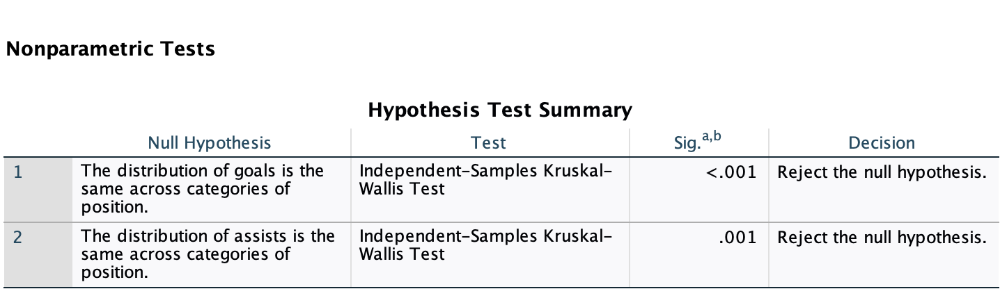 Nonparametric Tests
Hypothesis Test Summary
Null Hypothesis Test Sig.a,b Decision
1 The distribution of goals is the same across categories of position. Independent-Samples Kruskal-Wallis Test <.001 Reject the null hypothesis.
2 The distribution of assists is the same across categories of position. Independent-Samples Kruskal-Wallis Test .001 Reject the null hypothesis.